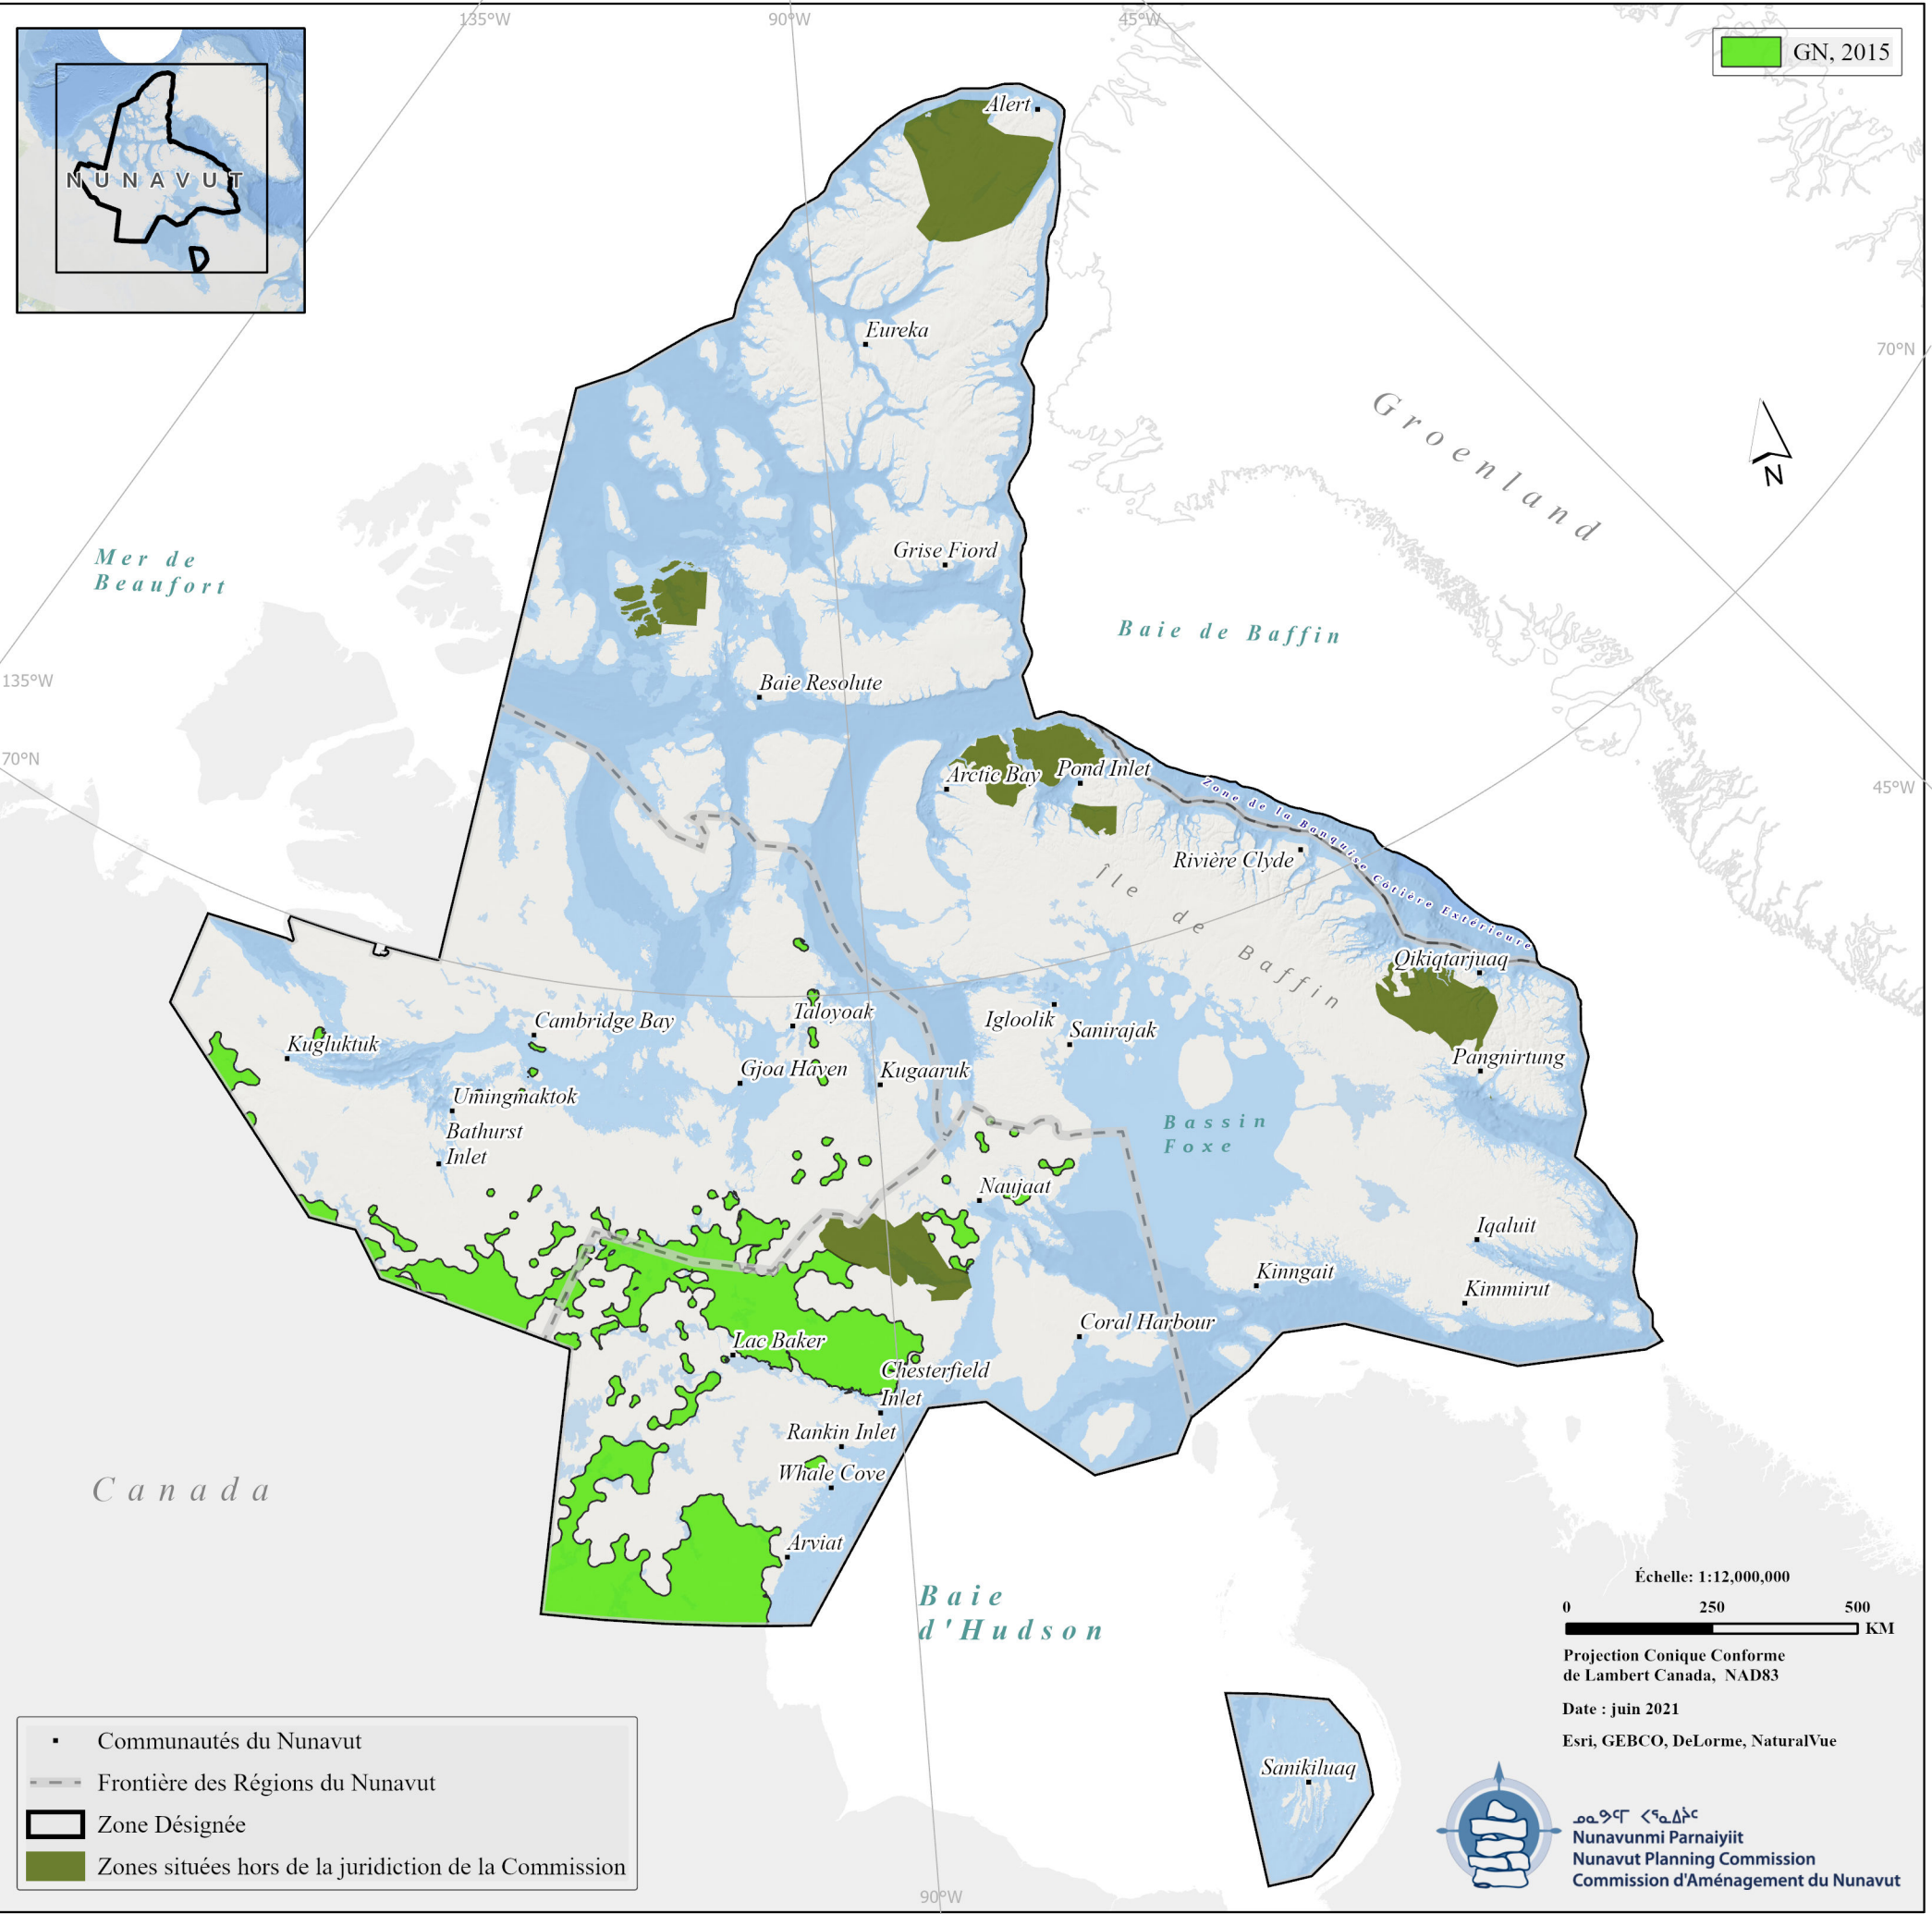 135°W
90°W
45°W
GN, 2015
NUNAVUT
Alert
Eureka
70°N
Groenland
N
Grise Fiord
Mer de
Beaufort
Baie de Baffin
135°W
Baie Resolute
70°N
Arctic Bay
Pond Inlet
45°W
Zone de la Banquise Côtière Extérieure
Rivière Clyde
Île de Baffin
Qikiqtarjuaq
Taloyoak
Igloolik
Cambridge Bay
Sanirajak
Kugluktuk
Pangnirtung
Gjoa Haven
Kugaaruk
Umingmaktok
Bassin
Foxe
Bathurst
Inlet
Naujaat
Iqaluit
Kinngait
Kimmirut
Coral Harbour
Lac Baker
Chesterfield
Inlet
Rankin Inlet
Whale Cove
Canada
Arviat
Baie
d'Hudson
Échelle: 1:12,000,000
0 250 500
KM
Projection Conique Conforme
de Lambert Canada, NAD83
Date : juin 2021
Esri, GEBCO, DeLorme, NaturalVue
Sanikiluaq
Communautés du Nunavut
Frontière des Régions du Nunavut
Zone Désignée
Zones situées hors de la juridiction de la Commission
ᓄᓇᕗᒻᒥ ᐸᕐᓇᐃᔩᑦ
Nunavunmi Parnaiyiit
Nunavut Planning Commission
Commission d'Aménagement du Nunavut
90°W